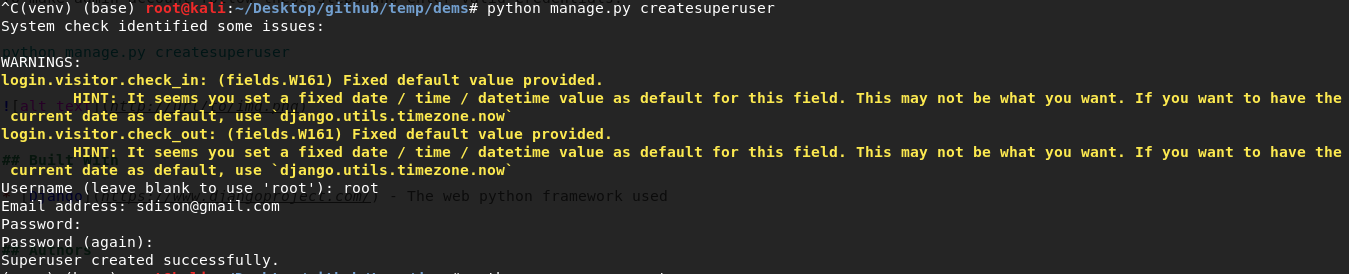 ^C(venv) (base) root@kali:~/Desktop/github/temp/dems# python manage.py createsuperuser
System check identified some issues:
python manage.py createsuperuser
WARNINGS:
login.visitor.check_in: (fields.W161) Fixed default value provided.
HINT: It seems you set a fixed date / time / datetime value as default for this field. This may not be what you want. If you want to have the
current date as default, use `django.utils.timezone.now`
login.visitor.check_out: (fields.W161) Fixed default value provided.
HINT: It seems you set a fixed date / time / datetime value as default for this field. This may not be what you want. If you want to have the
current date as default, use `django.utils.timezone.now`
Username (leave blank to use 'root'): root
- The web python framework used
Email address: sdison@gmail.com
Password:
Password (again):
Superuser created successfully.